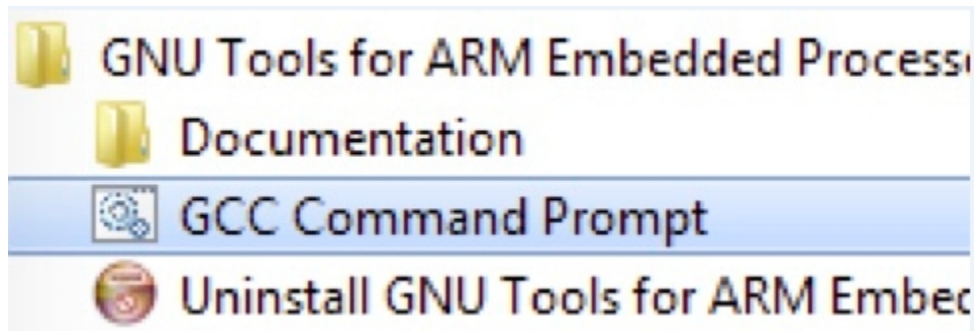 GNU Tools for ARM Embedded Process
Documentation
GCC Command Prompt
Uninstall GNU Tools for ARM Embed